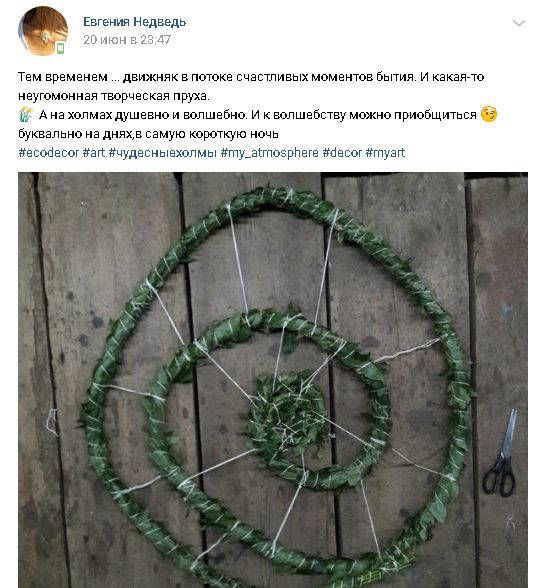 Евгения Недведь
20 июн в 23:47
Тем временем ... движняк в потоке счастливых моментов бытия. И какая-то
неугомонная творческая пруха.
🌾 А на холмах душевно и волшебно. И к волшебству можно приобщиться 😉
буквально на днях,в самую короткую ночь
#ecodecor #art #чудесныехолмы #my_atmosphere #decor #myart